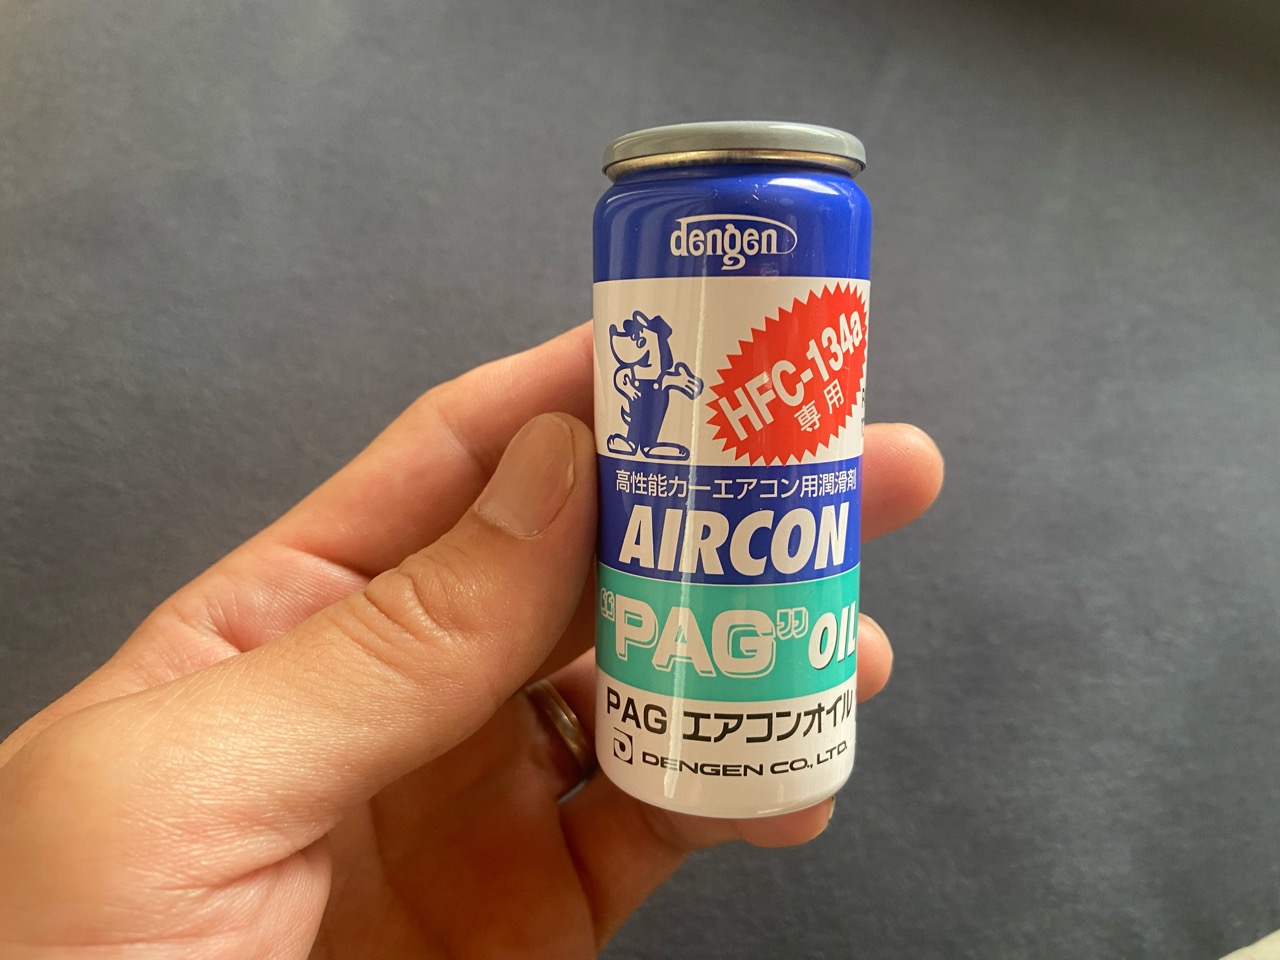 dengen
HFC-134a
専用
高性能カーエアコン用潤滑剤
AIRCON
"PAG" OIL
PAG エアコンオイル
DENGEN CO., LTD.